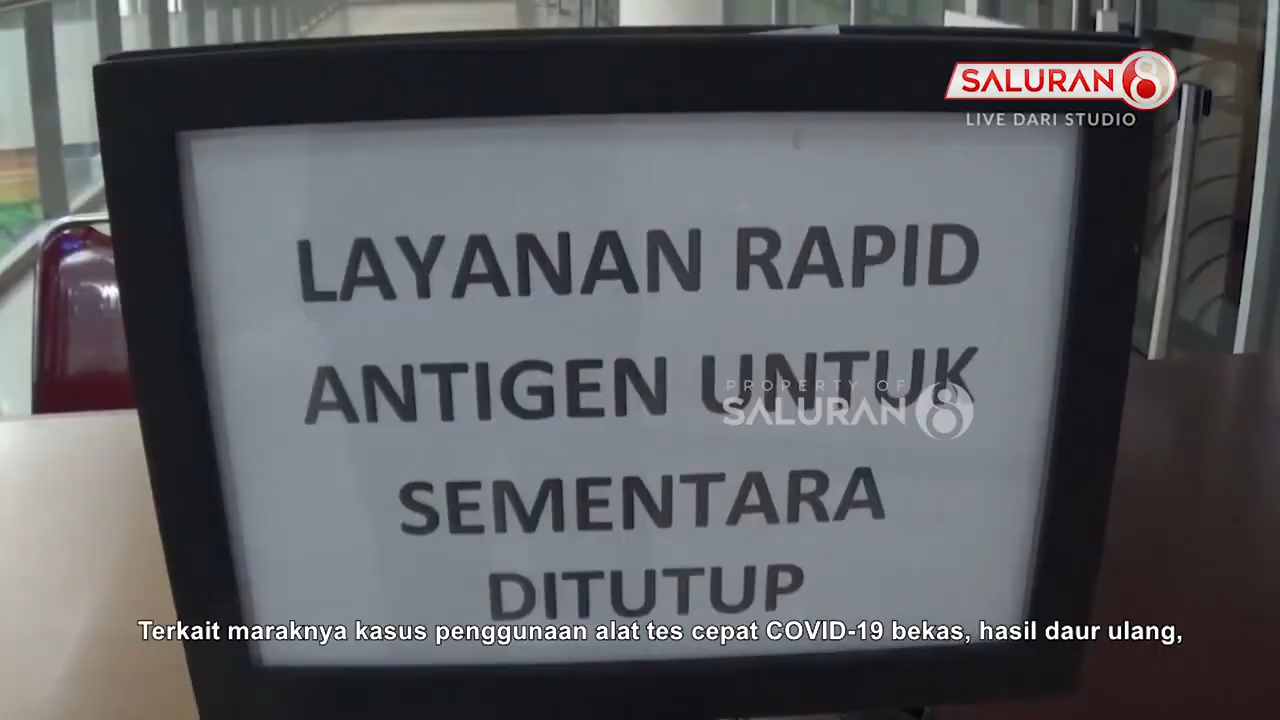 SALURAN 8
LIVE DARI STUDIO
LAYANAN RAPID
ANTIGEN UNTUK
PROPERTY OF
SALURAN 8
SEMENTARA
DITUTUP
Terkait maraknya kasus penggunaan alat tes cepat COVID-19 bekas, hasil daur ulang,